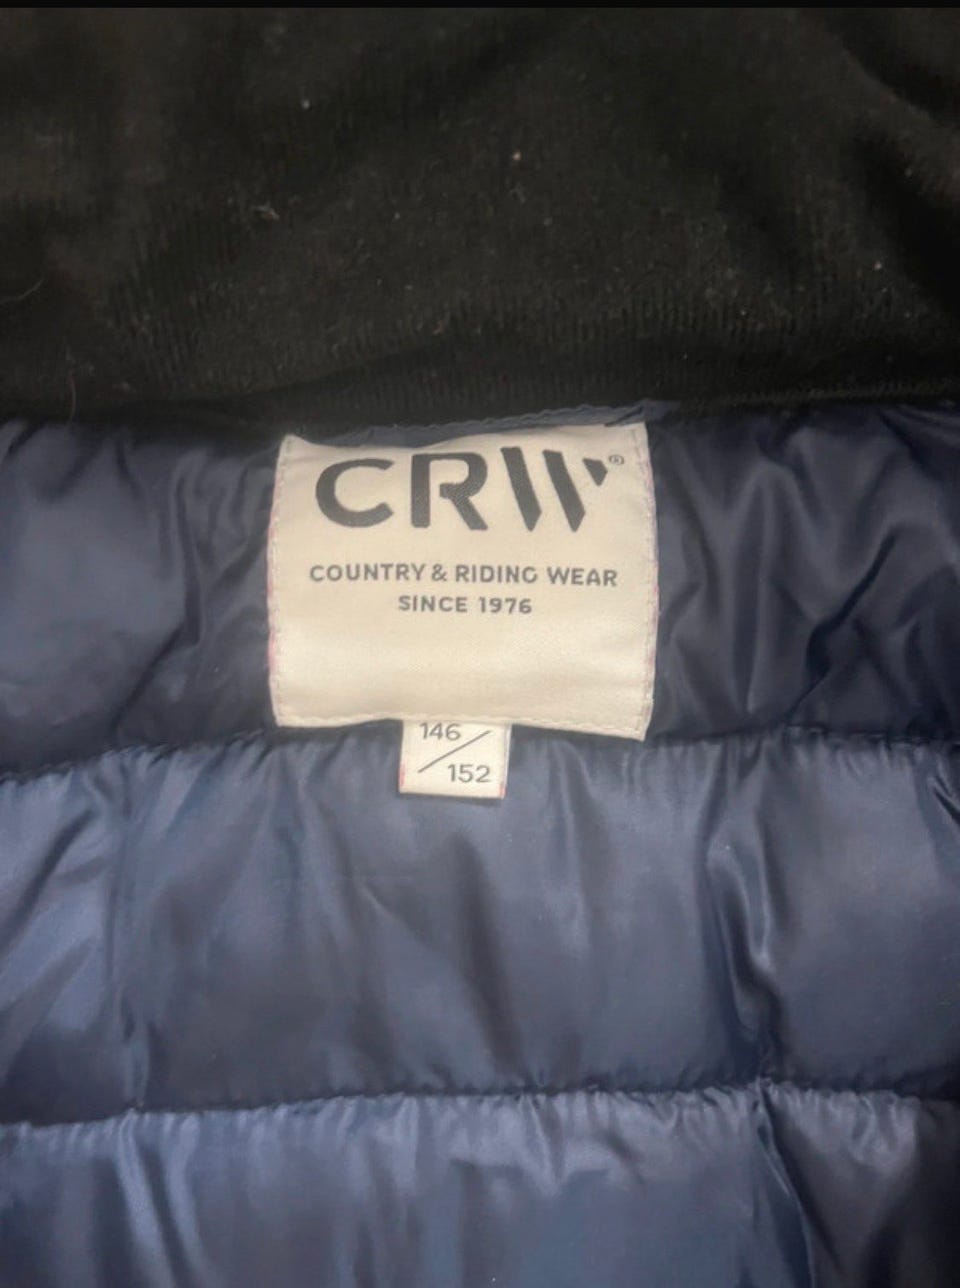 CRW®
COUNTRY & RIDING WEAR
SINCE 1976
146/
152